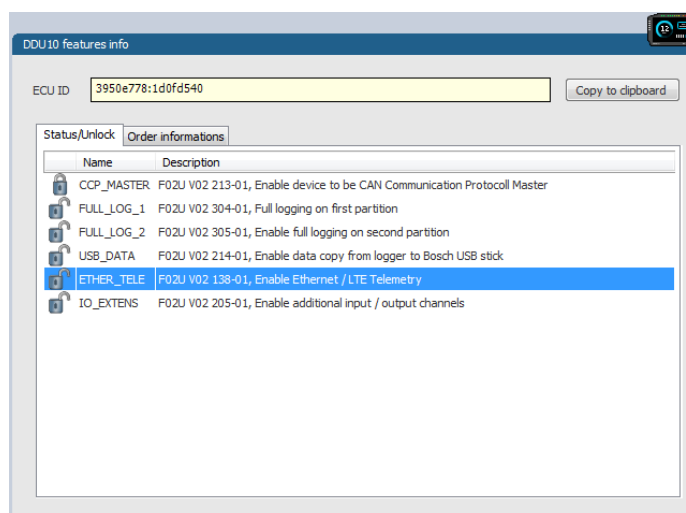 DDU10 features info
12
ECU ID 3950e778:1d0fd540 Copy to clipboard
Status/Unlock Order informations
Name Description
CCP_MASTER F02U V02 213-01, Enable device to be CAN Communication Protocoll Master
FULL_LOG_1 F02U V02 304-01, Full logging on first partition
FULL_LOG_2 F02U V02 305-01, Enable full logging on second partition
USB_DATA F02U V02 214-01, Enable data copy from logger to Bosch USB stick
ETHER_TELE F02U V02 138-01, Enable Ethernet / LTE Telemetry
IO_EXTENS F02U V02 205-01, Enable additional input / output channels